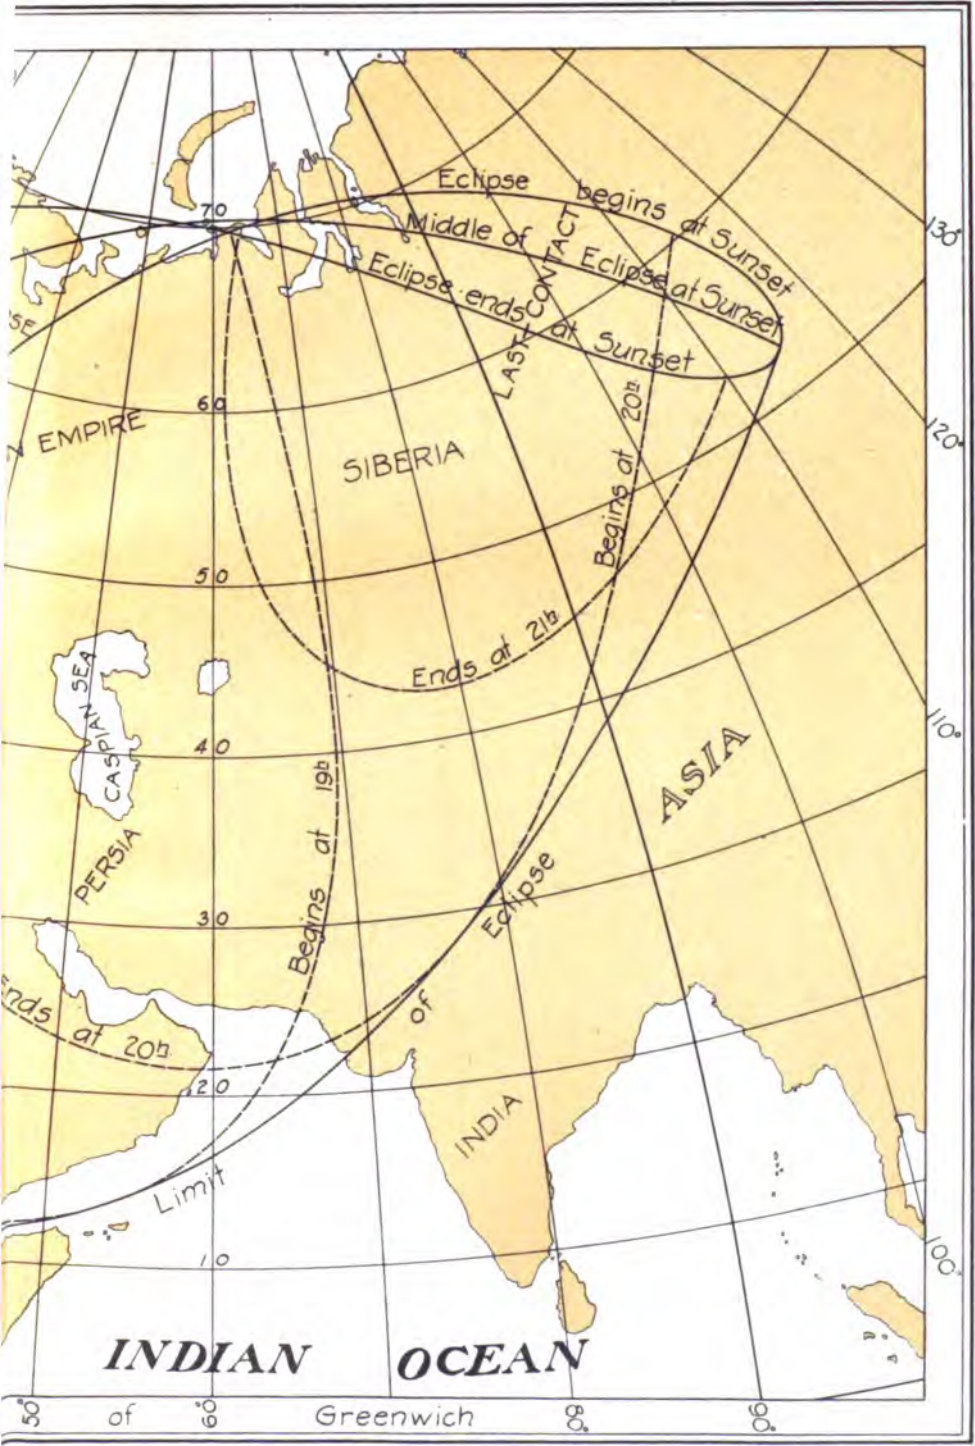 Eclipse begins at Sunset
Middle of Eclipse at Sunset
Eclipse ends at Sunset
LAST CONTACT
130°
70
SE
60
N EMPIRE
SIBERIA
Begins at 20h
120°
50
Ends at 21h
CASPIAN SEA
40
110°
ASIA
Begins at 19h
PERSIA
30
Limit of Eclipse
Ends at 20h
20
INDIA
10
100°
INDIAN OCEAN
50° of 60° Greenwich 80° 90°